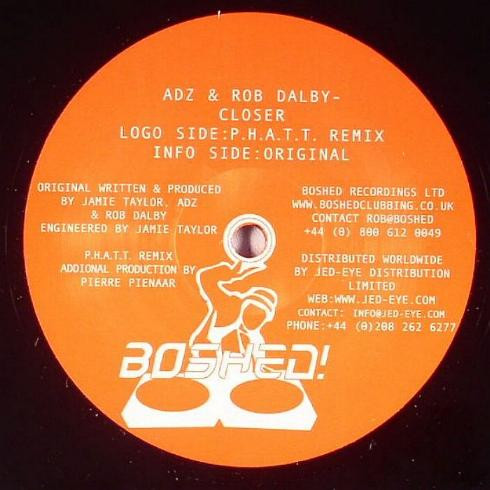 ADZ & ROB DALBY-
CLOSER
LOGO SIDE:P.H.A.T.T. REMIX
INFO SIDE:ORIGINAL
ORIGINAL WRITTEN & PRODUCED
BY JAMIE TAYLOR, ADZ
& ROB DALBY
ENGINEERED BY JAMIE TAYLOR
P.H.A.T.T. REMIX
ADDIONAL PRODUCTION BY
PIERRE PIENAAR
BOSHED RECORDINGS LTD
WWW.BOSHEDCLUBBING.CO.UK
CONTACT ROB@BOSHED
+44 (0) 800 612 0049
DISTRIBUTED WORLDWIDE
BY JED-EYE DISTRIBUTION
LIMITED
WEB:WWW.JED-EYE.COM
CONTACT: INFO@JED-EYE.COM
PHONE:+44 (0)208 262 6277
BOSHED!